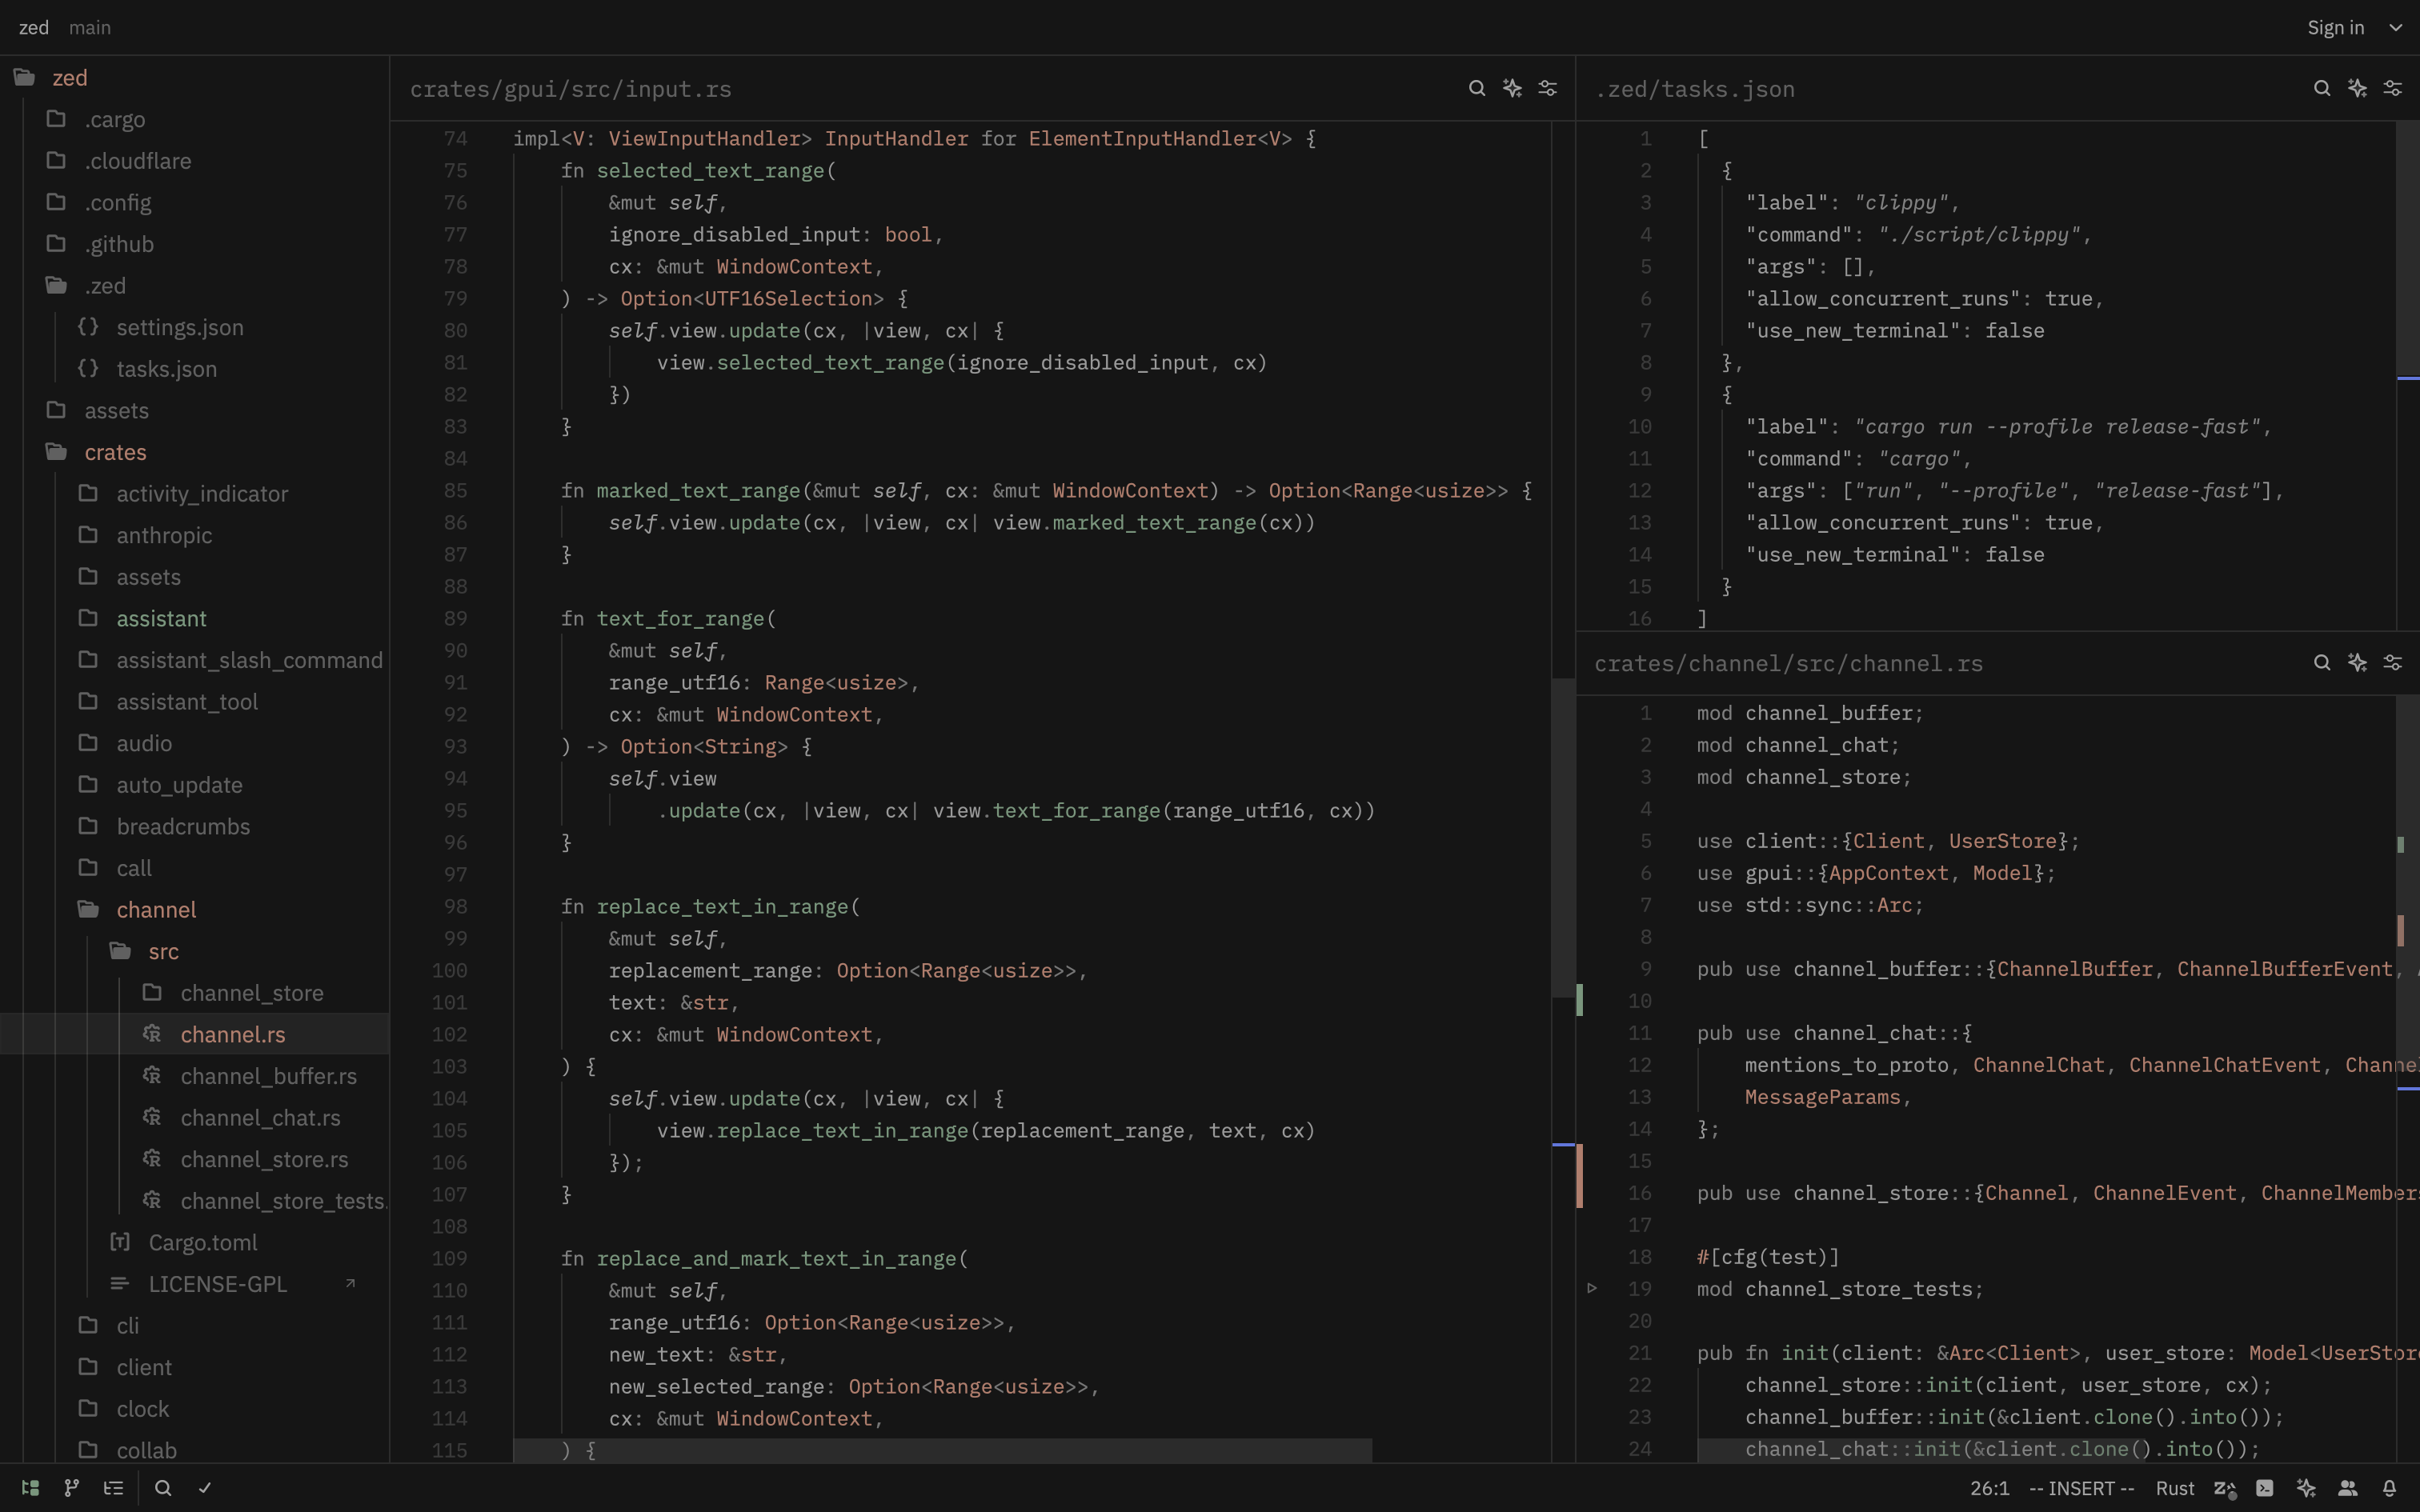 zed main
Sign in
zed
.cargo
.cloudflare
.config
.github
.zed
settings.json
tasks.json
assets
crates
activity_indicator
anthropic
assets
assistant
assistant_slash_command
assistant_tool
audio
auto_update
breadcrumbs
call
channel
src
channel_store
channel.rs
channel_buffer.rs
channel_chat.rs
channel_store.rs
channel_store_tests.
Cargo.toml
LICENSE-GPL
cli
client
clock
collab
crates/gpui/src/input.rs
74 impl<V: ViewInputHandler> InputHandler for ElementInputHandler<V> {
75 fn selected_text_range(
76 &mut self,
77 ignore_disabled_input: bool,
78 cx: &mut WindowContext,
79 ) -> Option<UTF16Selection> {
80 self.view.update(cx, |view, cx| {
81 view.selected_text_range(ignore_disabled_input, cx)
82 })
83 }
84
85 fn marked_text_range(&mut self, cx: &mut WindowContext) -> Option<Range<usize>> {
86 self.view.update(cx, |view, cx| view.marked_text_range(cx))
87 }
88
89 fn text_for_range(
90 &mut self,
91 range_utf16: Range<usize>,
92 cx: &mut WindowContext,
93 ) -> Option<String> {
94 self.view
95 .update(cx, |view, cx| view.text_for_range(range_utf16, cx))
96 }
97
98 fn replace_text_in_range(
99 &mut self,
100 replacement_range: Option<Range<usize>>,
101 text: &str,
102 cx: &mut WindowContext,
103 ) {
104 self.view.update(cx, |view, cx| {
105 view.replace_text_in_range(replacement_range, text, cx)
106 });
107 }
108
109 fn replace_and_mark_text_in_range(
110 &mut self,
111 range_utf16: Option<Range<usize>>,
112 new_text: &str,
113 new_selected_range: Option<Range<usize>>,
114 cx: &mut WindowContext,
115 ) {
.zed/tasks.json
1 [
2 {
3 "label": "clippy",
4 "command": "./script/clippy",
5 "args": [],
6 "allow_concurrent_runs": true,
7 "use_new_terminal": false
8 },
9 {
10 "label": "cargo run --profile release-fast",
11 "command": "cargo",
12 "args": ["run", "--profile", "release-fast"],
13 "allow_concurrent_runs": true,
14 "use_new_terminal": false
15 }
16 ]
crates/channel/src/channel.rs
1 mod channel_buffer;
2 mod channel_chat;
3 mod channel_store;
4
5 use client::{Client, UserStore};
6 use gpui::{AppContext, Model};
7 use std::sync::Arc;
8
9 pub use channel_buffer::{ChannelBuffer, ChannelBufferEvent,
10
11 pub use channel_chat::{
12 mentions_to_proto, ChannelChat, ChannelChatEvent, Channe
13 MessageParams,
14 };
15
16 pub use channel_store::{Channel, ChannelEvent, ChannelMembers
17
18 #[cfg(test)]
19 mod channel_store_tests;
20
21 pub fn init(client: &Arc<Client>, user_store: Model<UserStore
22 channel_store::init(client, user_store, cx);
23 channel_buffer::init(&client.clone().into());
24 channel_chat::init(&client.clone().into());
26:1 -- INSERT -- Rust